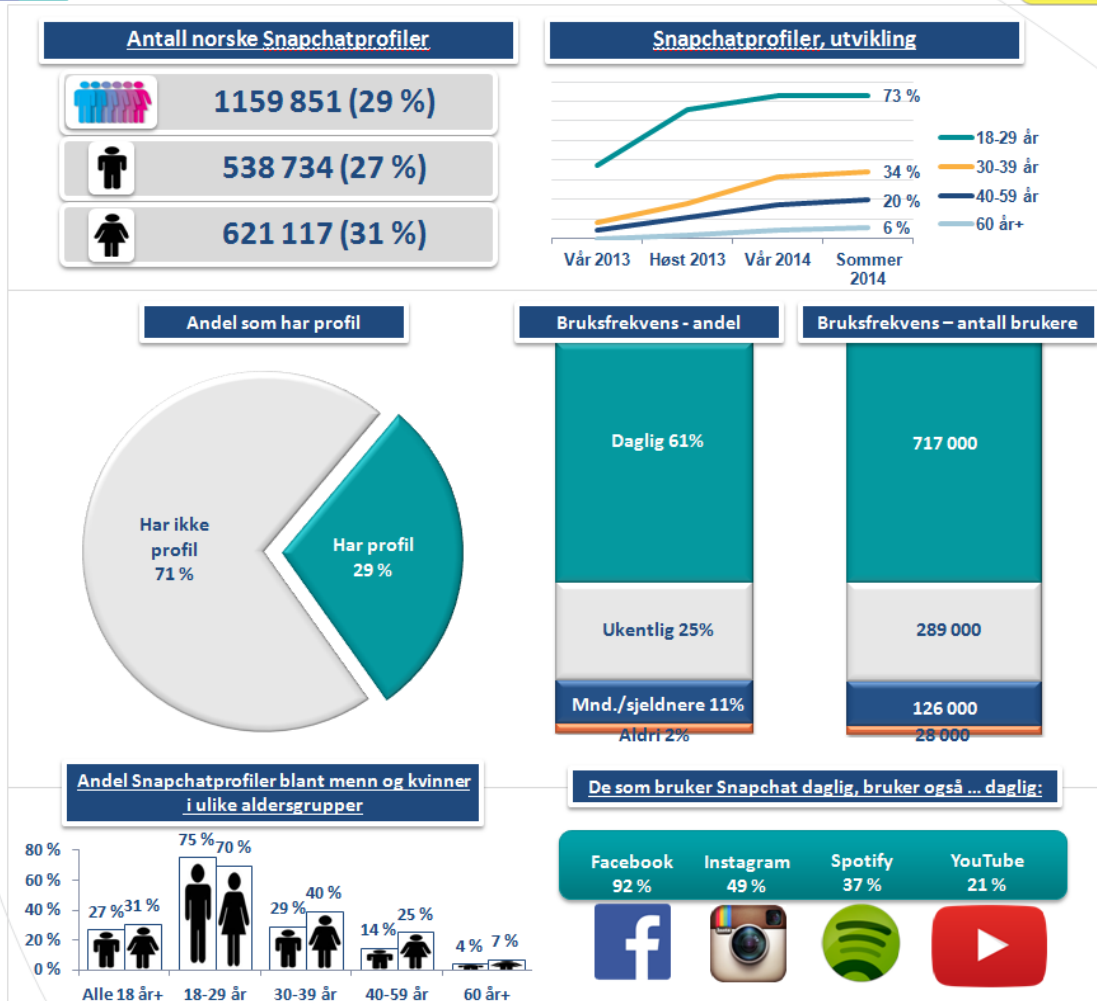 Antall norske Snapchatprofiler
1159 851 (29 %)
538 734 (27 %)
621 117 (31 %)
Snapchatprofiler, utvikling
73 %
34 %
20 %
6 %
18-29 år
30-39 år
40-59 år
60 år+
Vår 2013 Høst 2013 Vår 2014 Sommer
2014
Andel som har profil
Har ikke
profil
71 %
Har profil
29 %
Bruksfrekvens - andel
Daglig 61%
Ukentlig 25%
Mnd./sjeldnere 11%
Aldri 2%
Bruksfrekvens – antall brukere
717 000
289 000
126 000
28 000
Andel Snapchatprofiler blant menn og kvinner
i ulike aldersgrupper
80 %
60 %
40 %
20 %
0 %
27 % 31 %
75 % 70 %
29 % 40 %
14 % 25 %
4 % 7 %
Alle 18 år+ 18-29 år 30-39 år 40-59 år 60 år+
De som bruker Snapchat daglig, bruker også ... daglig:
Facebook Instagram Spotify YouTube
92 % 49 % 37 % 21 %